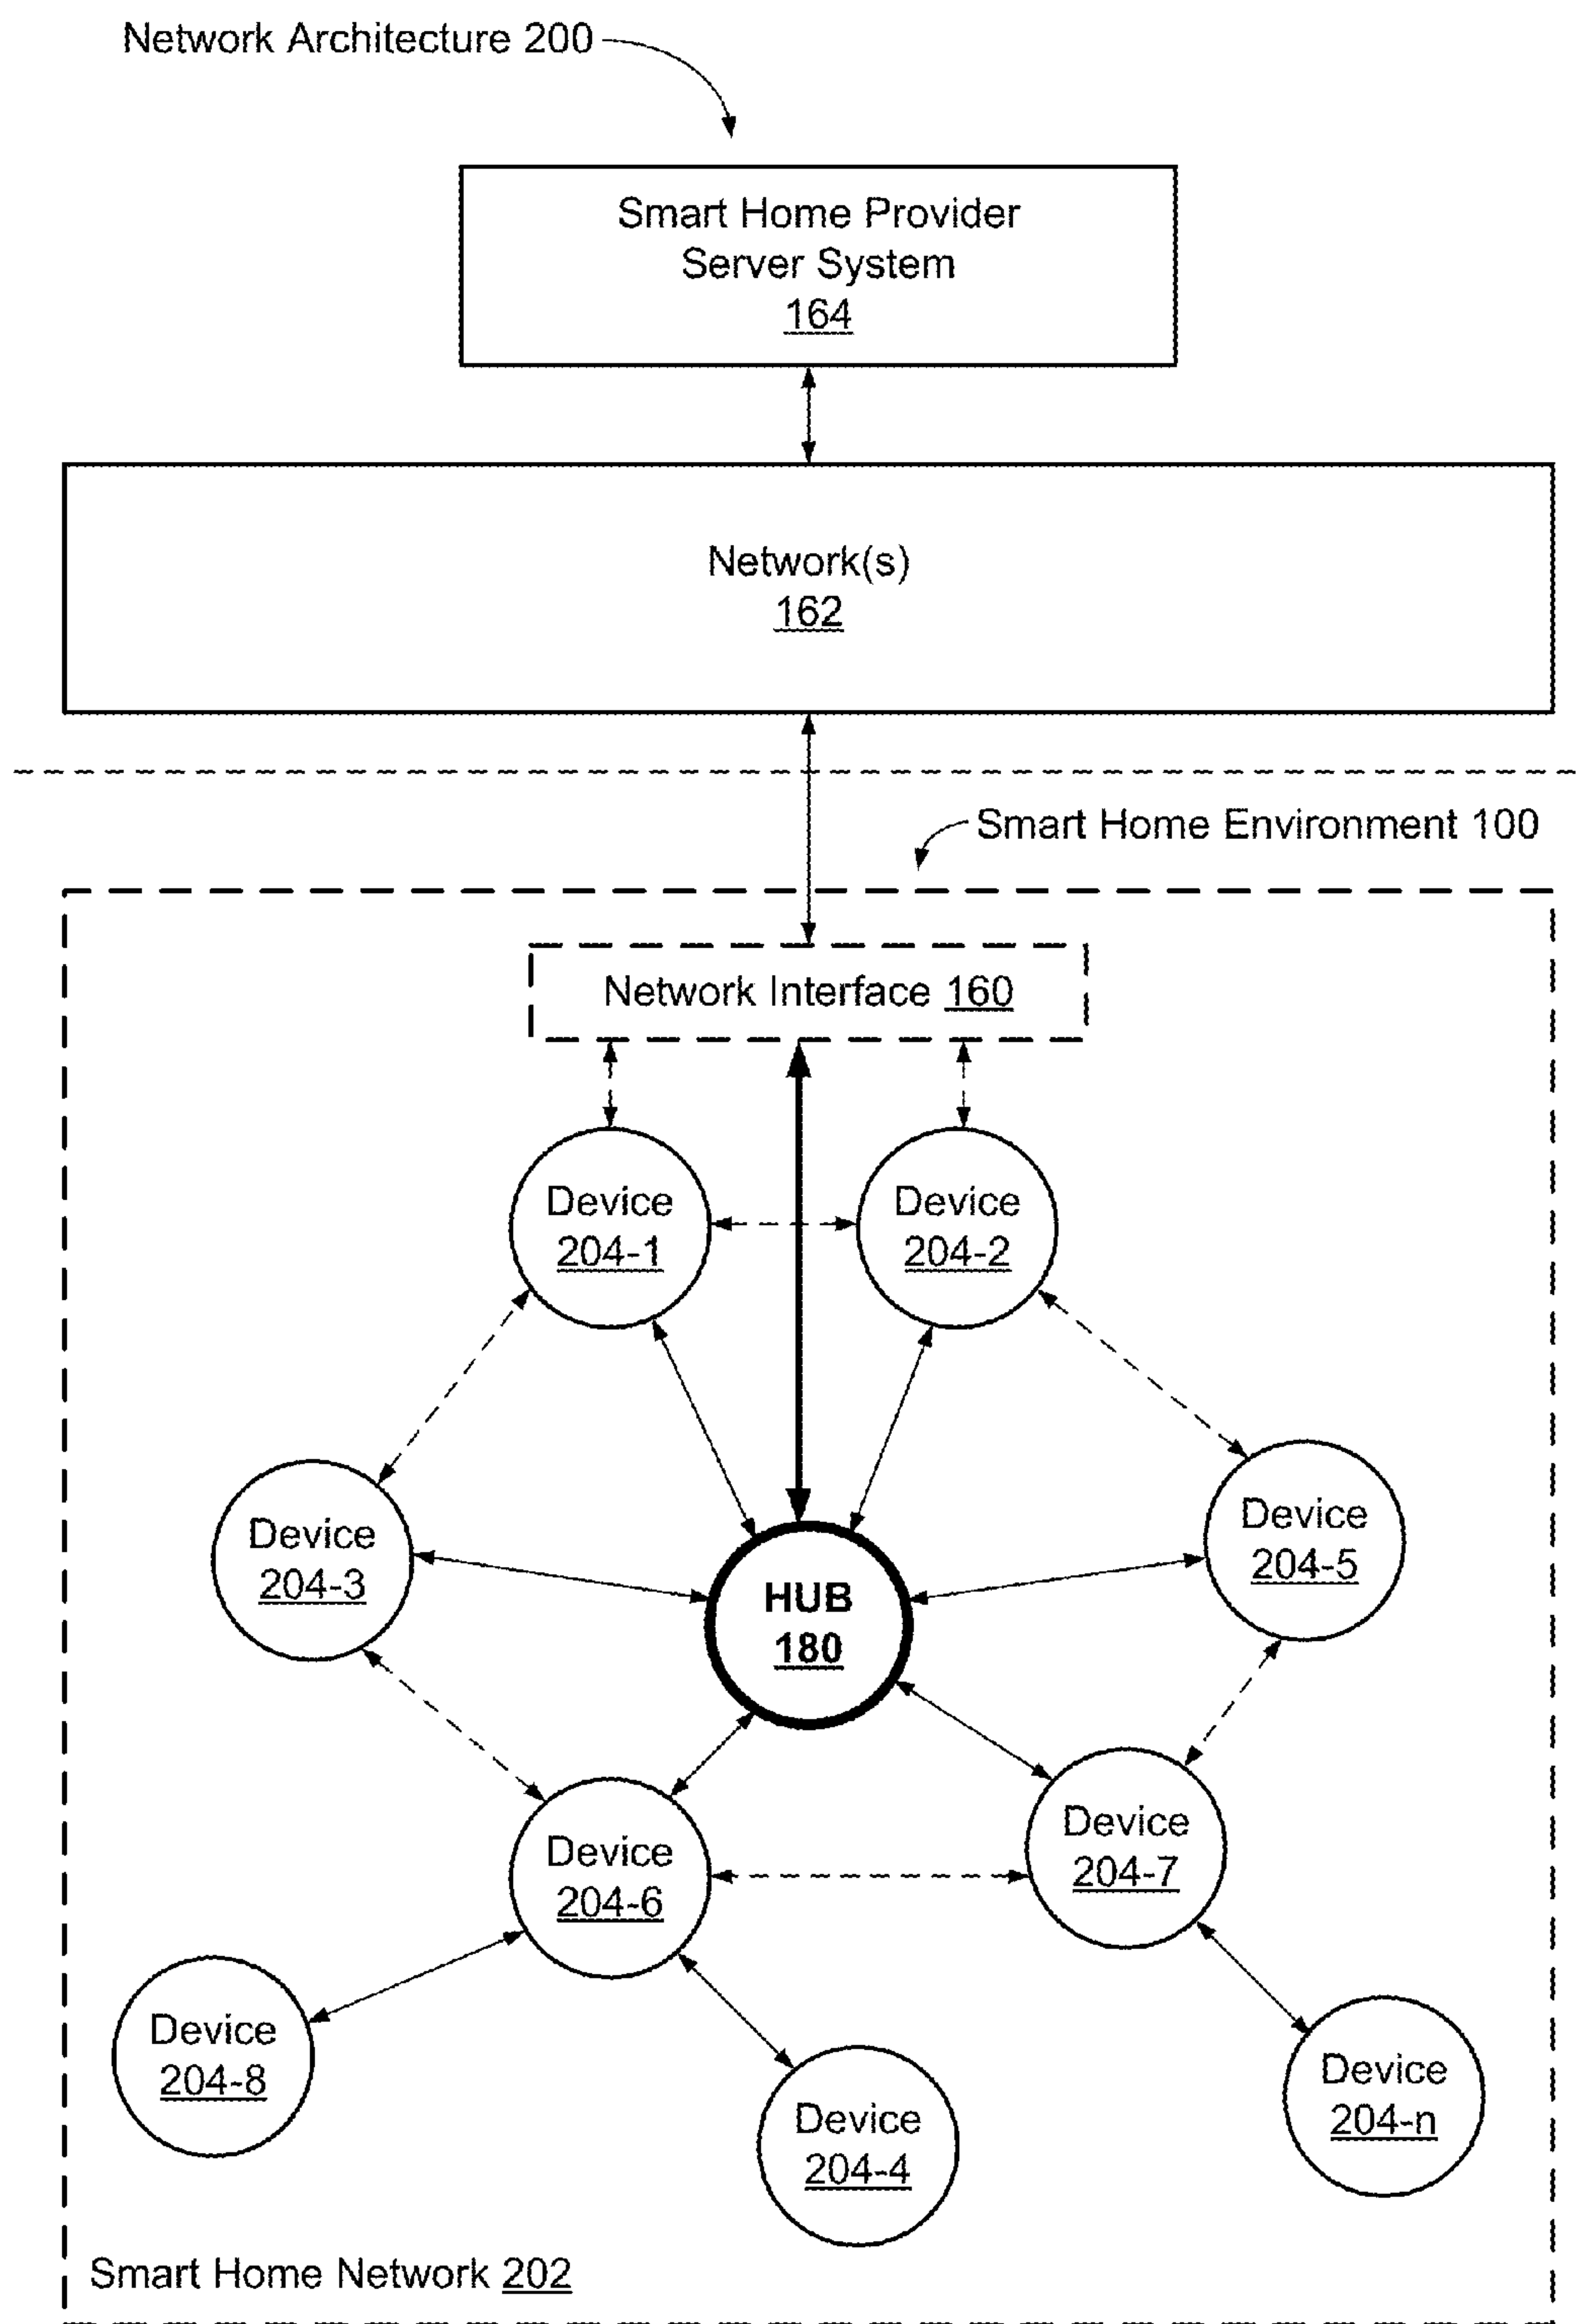 Network Architecture 200
Smart Home Provider
Server System
164
Network(s)
162
Smart Home Environment 100
Network Interface 160
Device
204-1
Device
204-2
Device
204-3
Device
204-5
HUB
180
Device
204-6
Device
204-7
Device
204-8
Device
204-4
Device
204-n
Smart Home Network 202